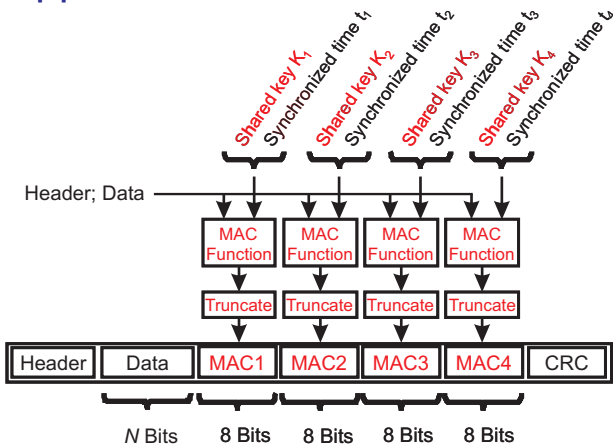 Shared key K1
Synchronized time t1
Shared key K2
Synchronized time t2
Shared key K3
Synchronized time t3
Shared key K4
Synchronized time
Header; Data
MAC Function
MAC Function
MAC Function
MAC Function
Truncate
Truncate
Truncate
Truncate
Header
Data
MAC1
MAC2
MAC3
MAC4
CRC
N Bits
8 Bits
8 Bits
8 Bits
8 Bits